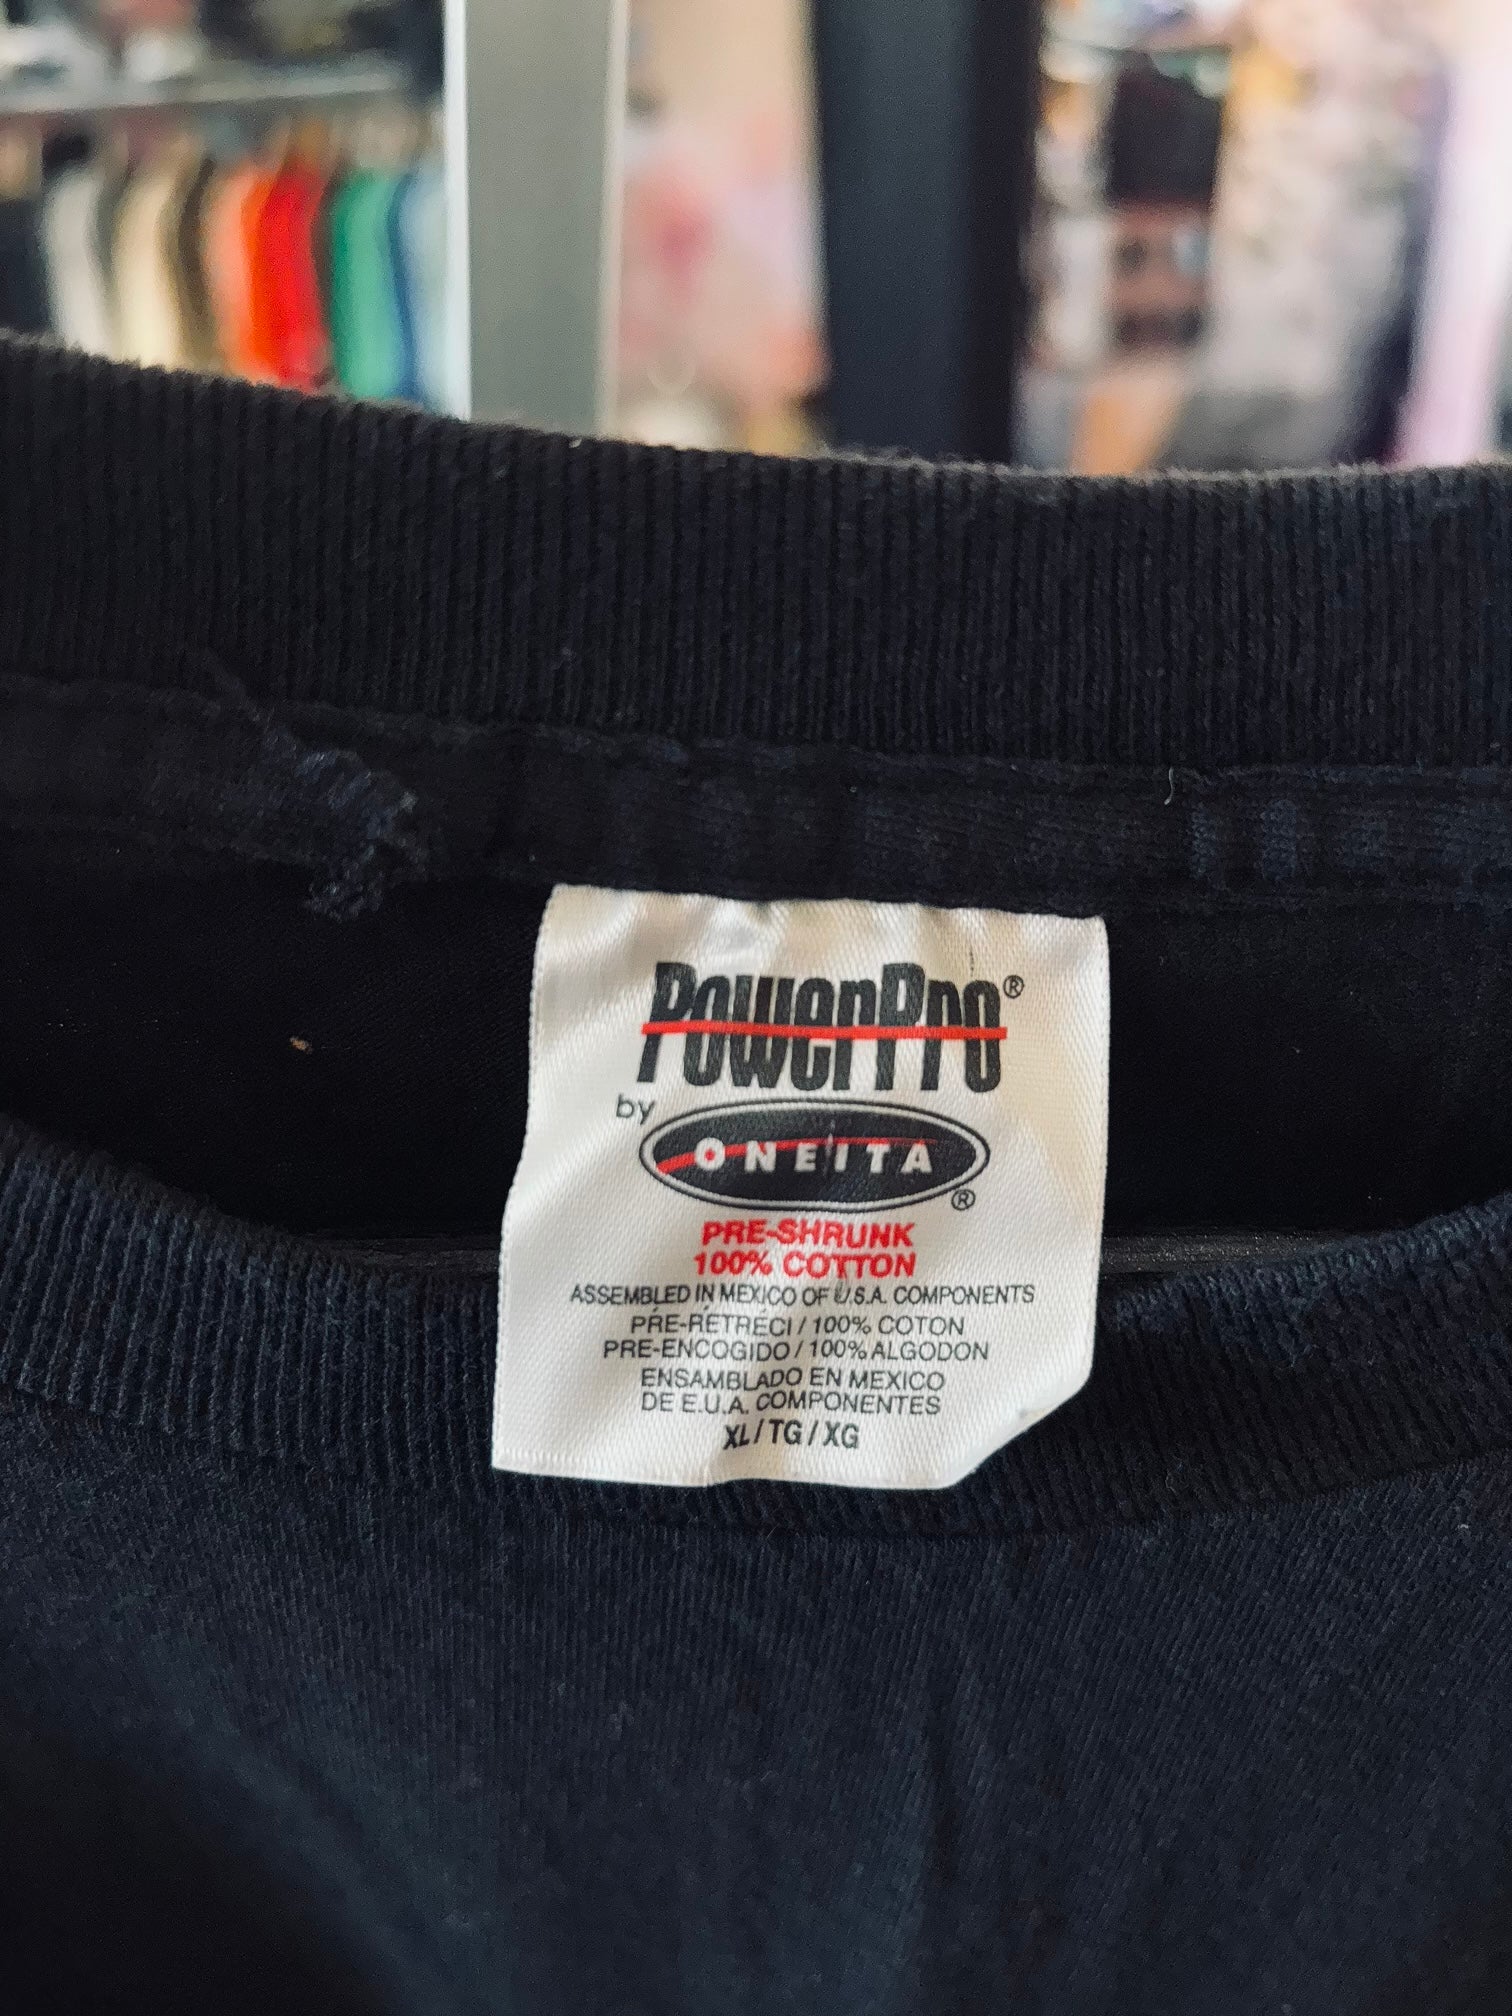 PowerPro®
by ONEITA®
PRE-SHRUNK
100% COTTON
ASSEMBLED IN MEXICO OF U.S.A. COMPONENTS
PRÉ-RÉTRÉCI / 100% COTON
PRE-ENCOGIDO / 100% ALGODON
ENSAMBLADO EN MEXICO
DE E.U.A. COMPONENTES
XL / TG / XG